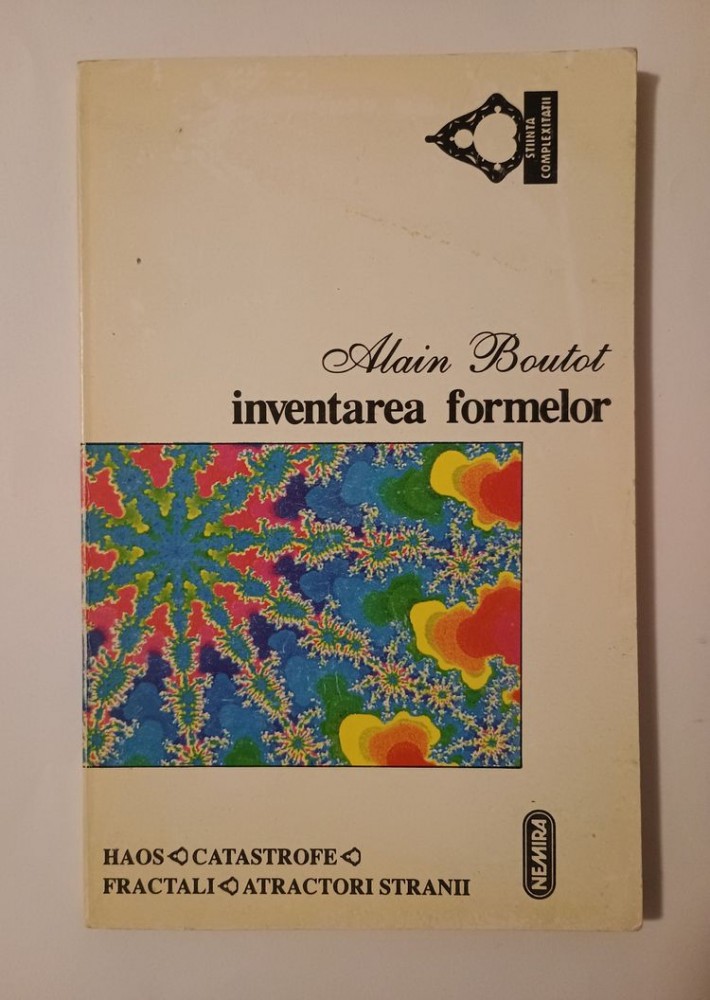 STIINTA
COMPLEXITATII
Alain Boutot
inventarea formelor
HAOS CATASTROFE
FRACTALI ATRACTORI STRANII
NEMIRA